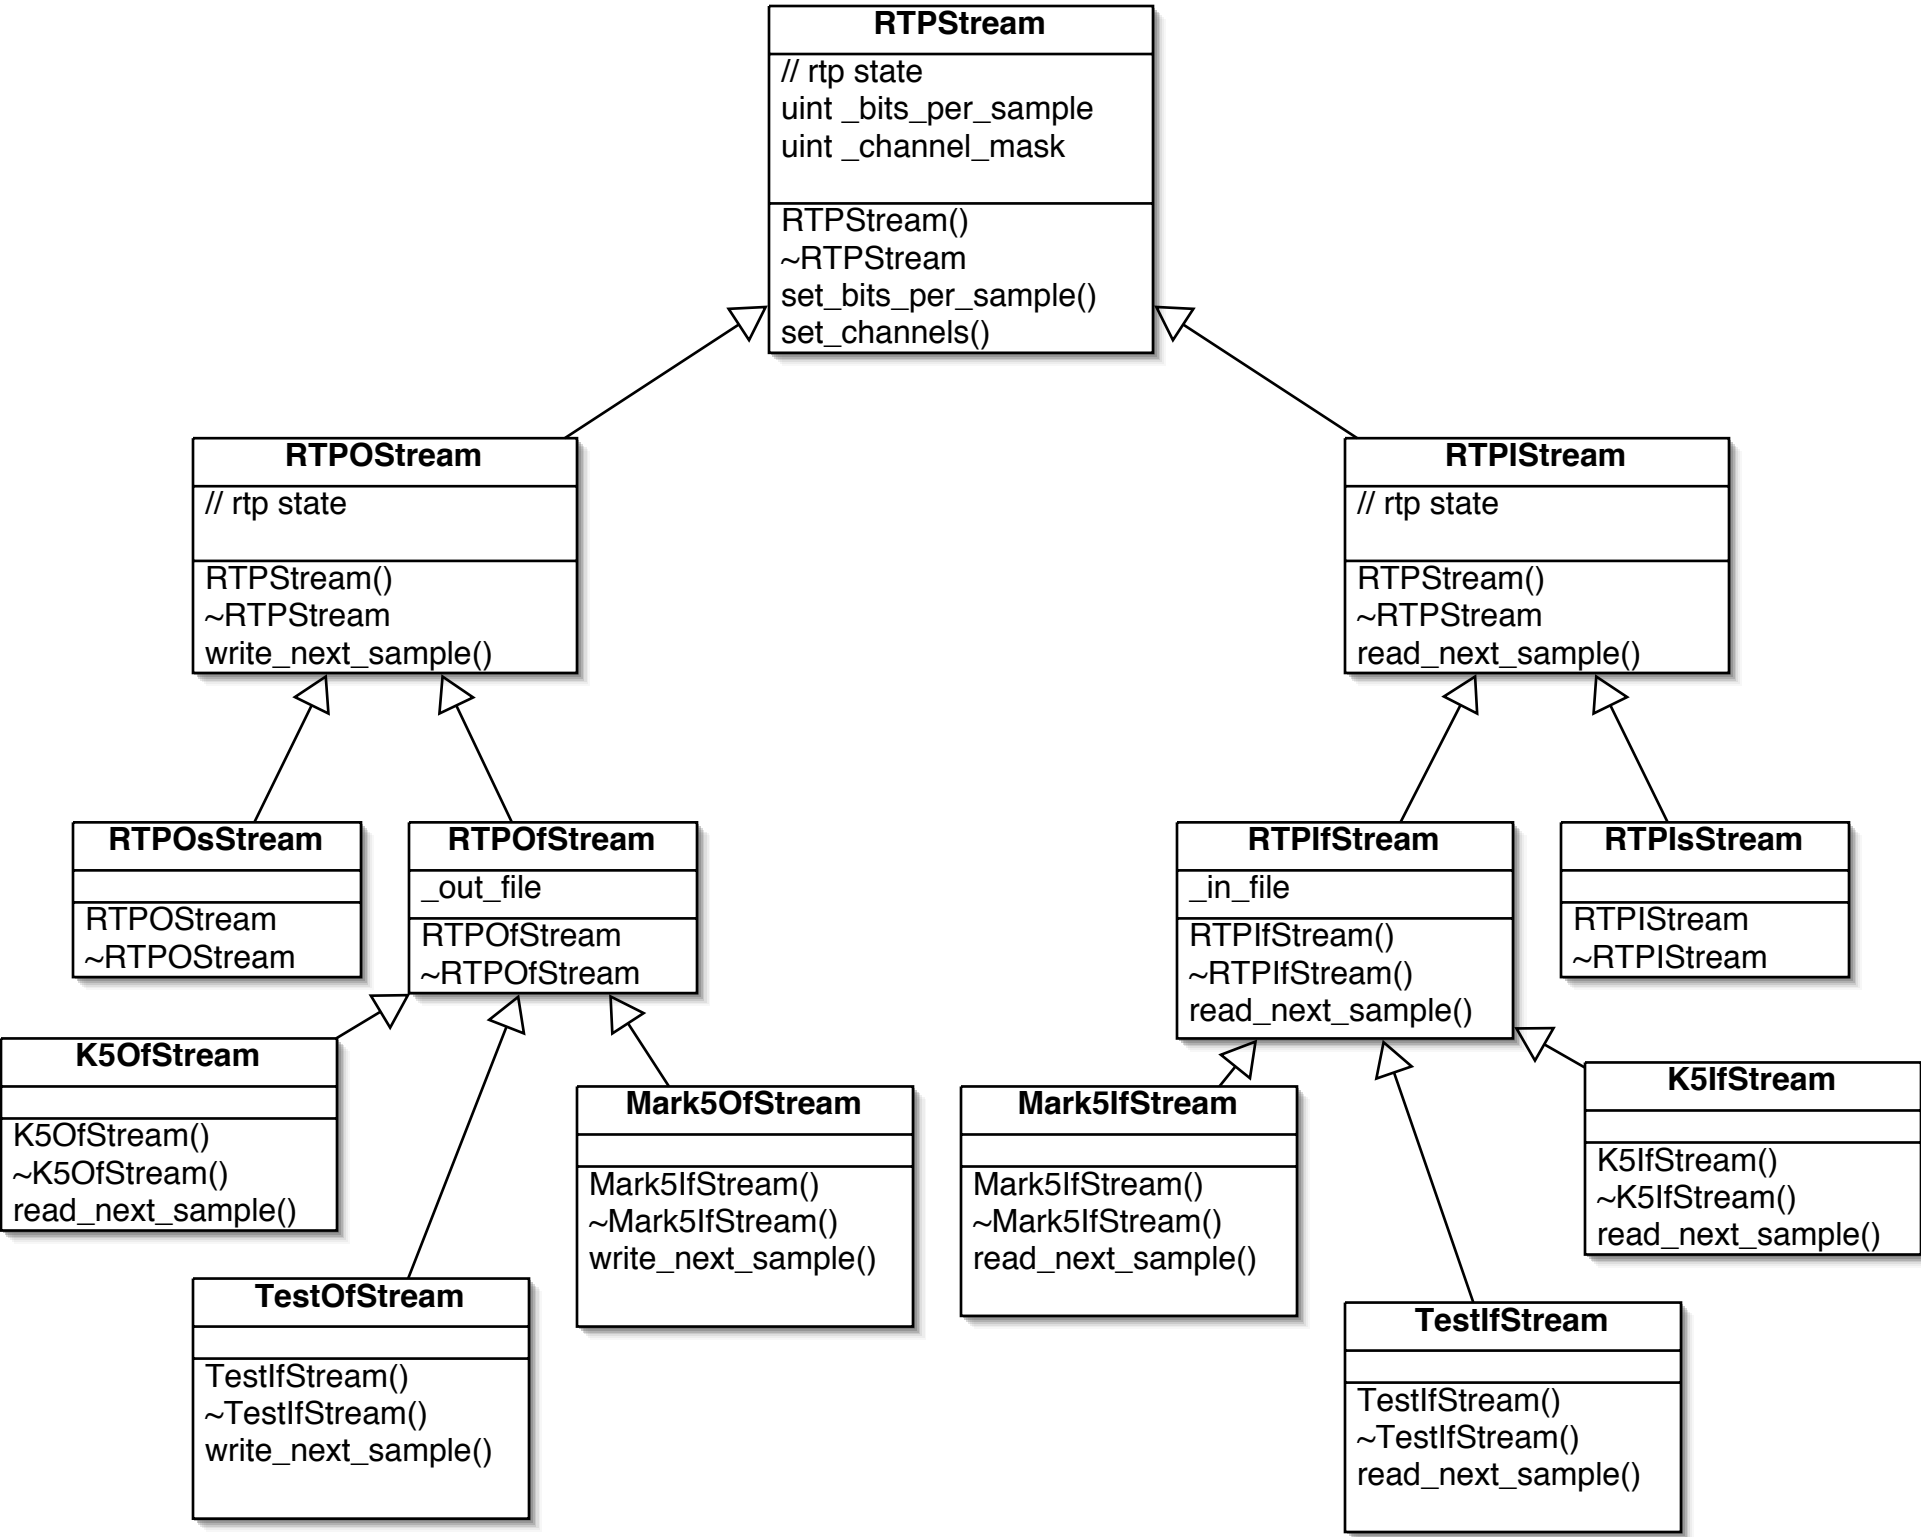 RTPStream
// rtp state
uint _bits_per_sample
uint _channel_mask
RTPStream()
~RTPStream
set_bits_per_sample()
set_channels()
RTPOStream
// rtp state
RTPStream()
~RTPStream
write_next_sample()
RTPIStream
// rtp state
RTPStream()
~RTPStream
read_next_sample()
RTPOsStream
RTPOStream
~RTPOStream
RTPOfStream
_out_file
RTPOfStream
~RTPOfStream
RTPIfStream
_in_file
RTPIfStream()
~RTPIfStream()
read_next_sample()
RTPIsStream
RTPIStream
~RTPIStream
K5OfStream
K5OfStream()
~K5OfStream()
read_next_sample()
Mark5OfStream
Mark5IfStream()
~Mark5IfStream()
write_next_sample()
Mark5IfStream
Mark5IfStream()
~Mark5IfStream()
read_next_sample()
K5IfStream
K5IfStream()
~K5IfStream()
read_next_sample()
TestOfStream
TestIfStream()
~TestIfStream()
write_next_sample()
TestIfStream
TestIfStream()
~TestIfStream()
read_next_sample()